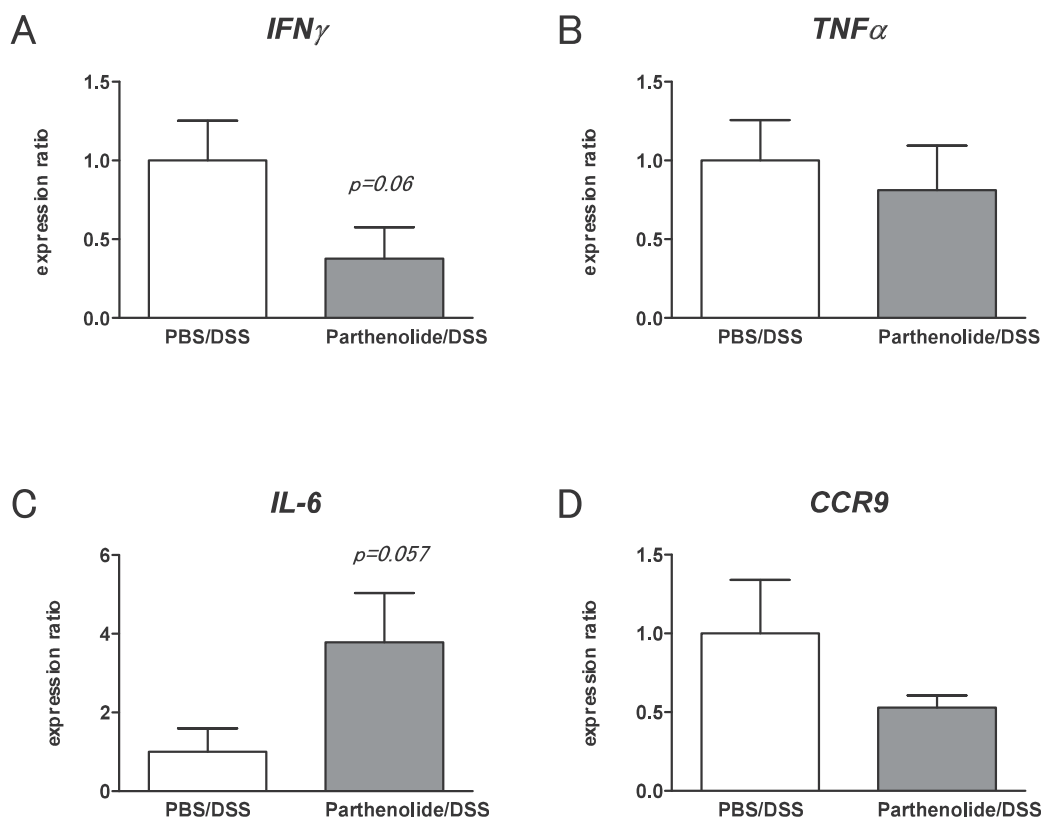 A
IFNγ
expression ratio
1.5
1.0
0.5
0.0
p=0.06
PBS/DSS
Parthenolide/DSS
B
TNFα
expression ratio
1.5
1.0
0.5
0.0
PBS/DSS
Parthenolide/DSS
C
IL-6
expression ratio
6
4
2
0
p=0.057
PBS/DSS
Parthenolide/DSS
D
CCR9
expression ratio
1.5
1.0
0.5
0.0
PBS/DSS
Parthenolide/DSS